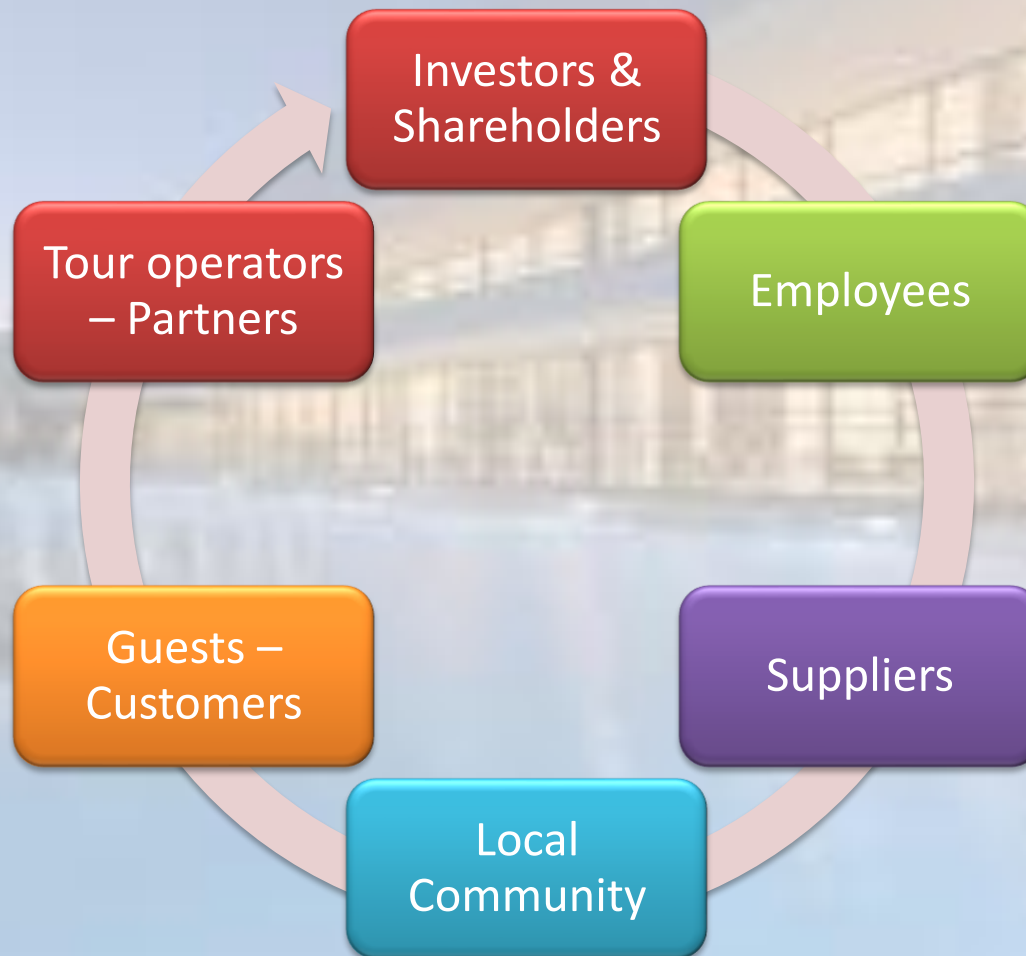 Investors &
Shareholders
Employees
Suppliers
Local
Community
Guests –
Customers
Tour operators
– Partners